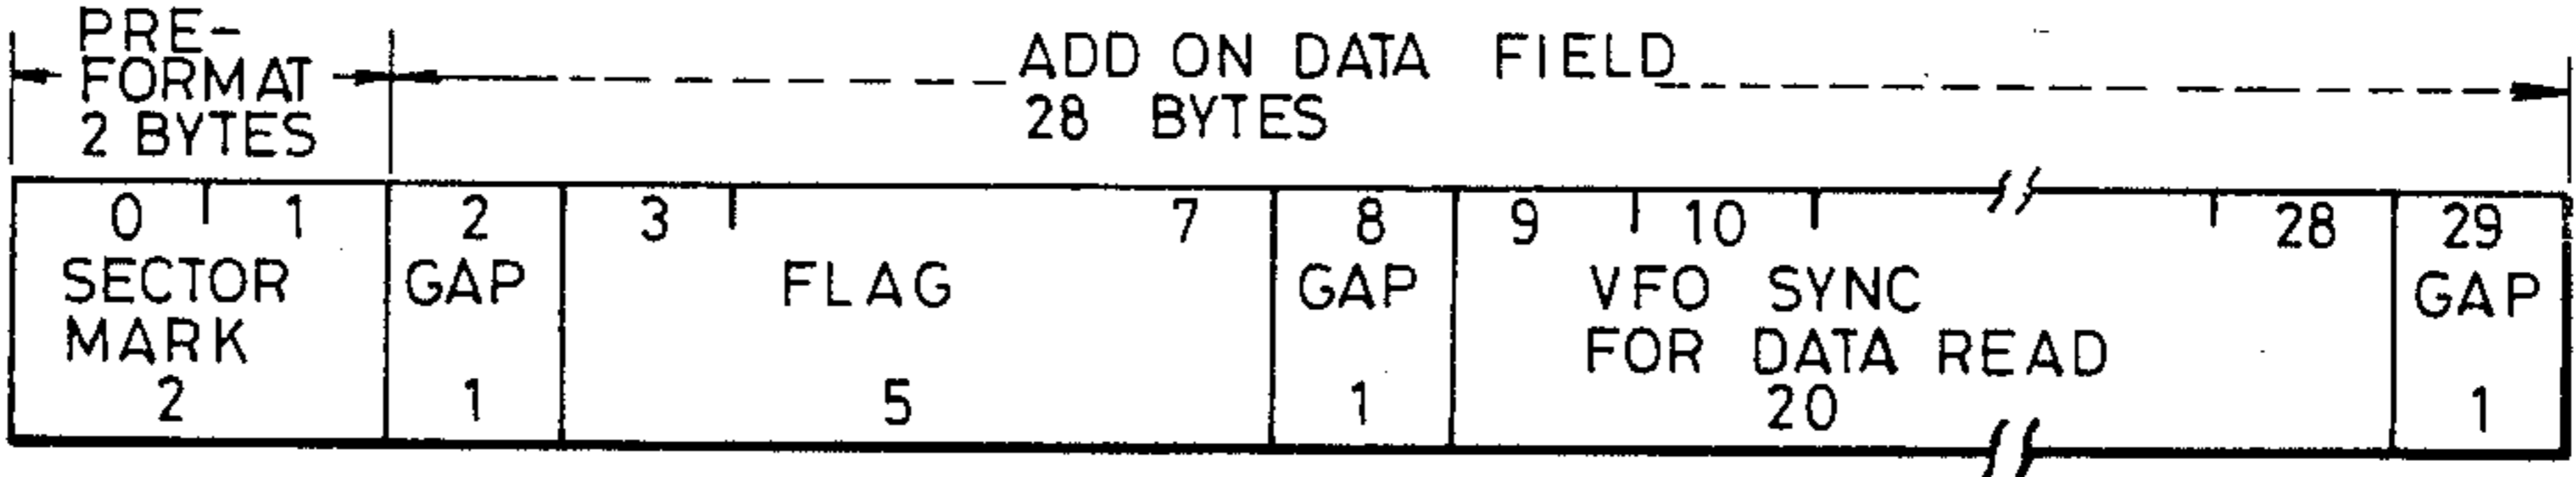 PRE-
FORMAT
2 BYTES
ADD ON DATA FIELD
28 BYTES
0 1 2 3 7 8 9 10 28 29
SECTOR
MARK
2
GAP
1
FLAG
5
GAP
1
VFO SYNC
FOR DATA READ
20
GAP
1